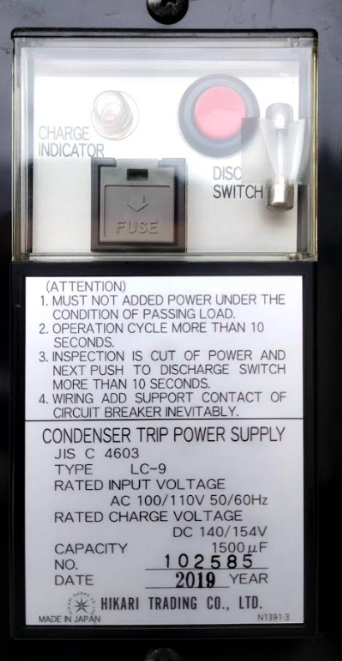 CHARGE
INDICATOR
DISC
SWITCH
FUSE
(ATTENTION)
1. MUST NOT ADDED POWER UNDER THE
CONDITION OF PASSING LOAD.
2. OPERATION CYCLE MORE THAN 10
SECONDS.
3. INSPECTION IS CUT OF POWER AND
NEXT PUSH TO DISCHARGE SWITCH
MORE THAN 10 SECONDS.
4. WIRING ADD SUPPORT CONTACT OF
CIRCUIT BREAKER INEVITABLY.
CONDENSER TRIP POWER SUPPLY
JIS C 4603
TYPE LC-9
RATED INPUT VOLTAGE
AC 100/110V 50/60Hz
RATED CHARGE VOLTAGE
DC 140/154V
CAPACITY 1500μF
NO. 102585
DATE 2019 YEAR
HIKARI TRADING CO., LTD.
MADE IN JAPAN N1391-3